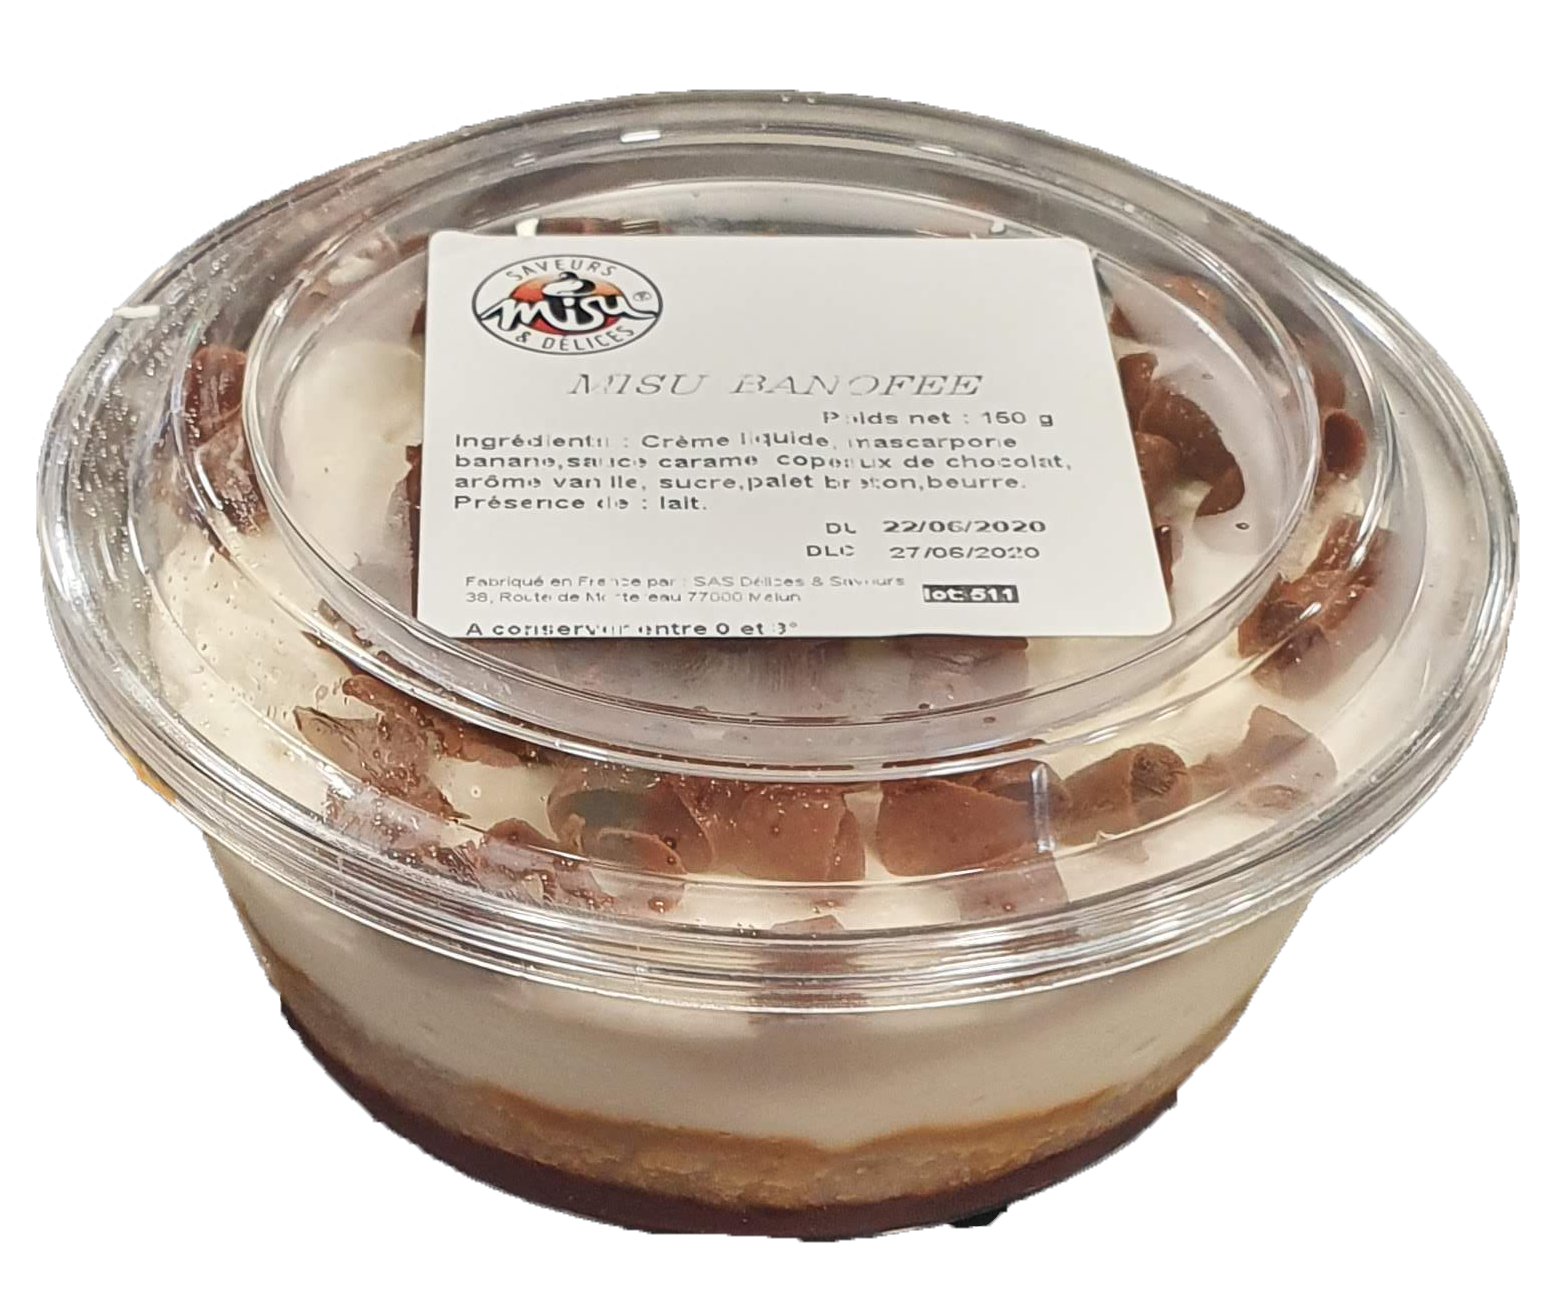 SAVEURS
misu®
& DÉLICES
MISU BANOFEE
Poids net : 150 g
Ingrédients : Crème liquide, mascarpone
banane,sauce caramel copeaux de chocolat,
arôme vanille, sucre,palet breton,beurre.
Présence de : lait.
DL 22/06/2020
DLC 27/06/2020
Fabriqué en France par : SAS Délices & Saveurs
38, Route de Montereau 77000 Melun
lot: 511
A conserver entre 0 et 3°